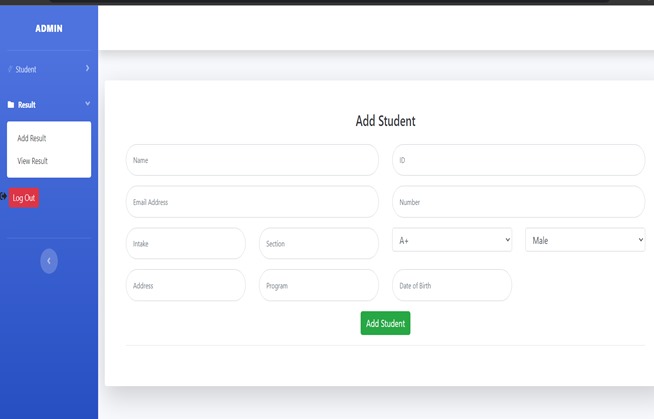 ADMIN
Student
Result
Add Result
View Result
Log Out
Add Student
Name
ID
Email Address
Number
Intake
Section
A+
Male
Address
Program
Date of Birth
Add Student